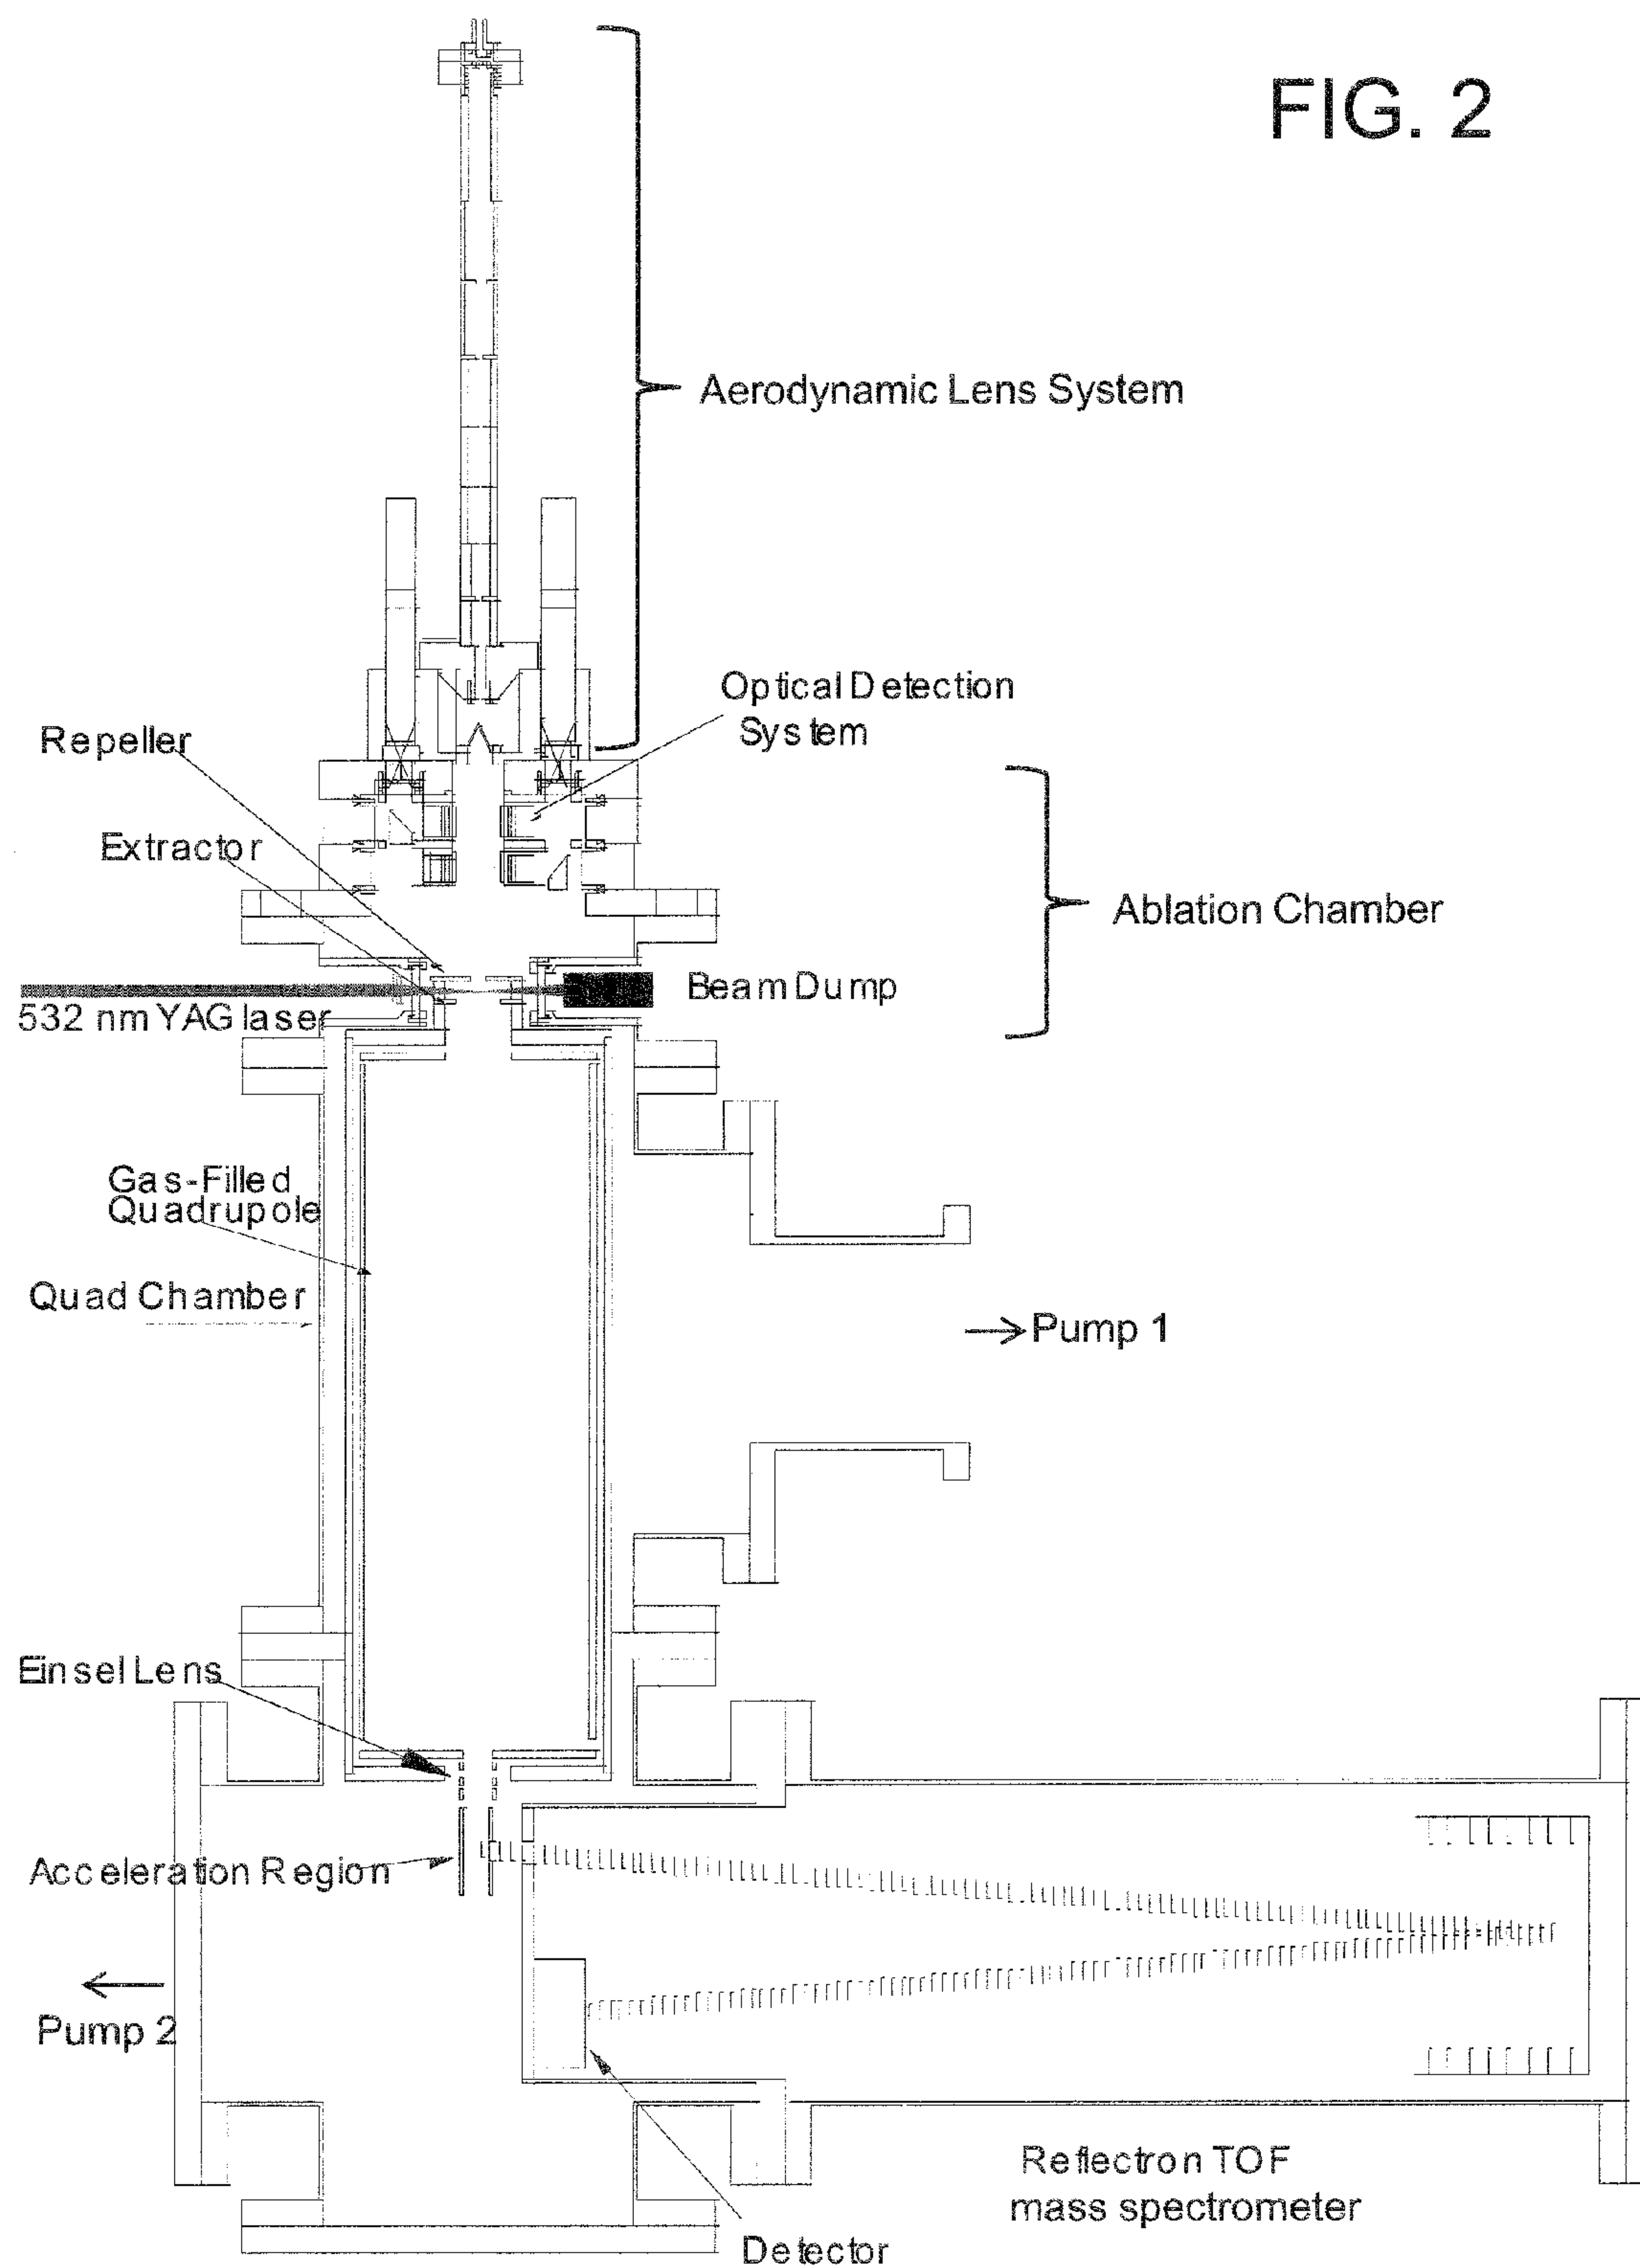 FIG. 2
Aerodynamic Lens System
Optical Detection
System
Repeller
Extractor
Ablation Chamber
Beam Dump
532 nm YAG laser
Gas-Filled
Quadrupole
Quad Chamber
Pump 1
Einsel Lens
Acceleration Region
Pump 2
Reflectron TOF
mass spectrometer
Detector